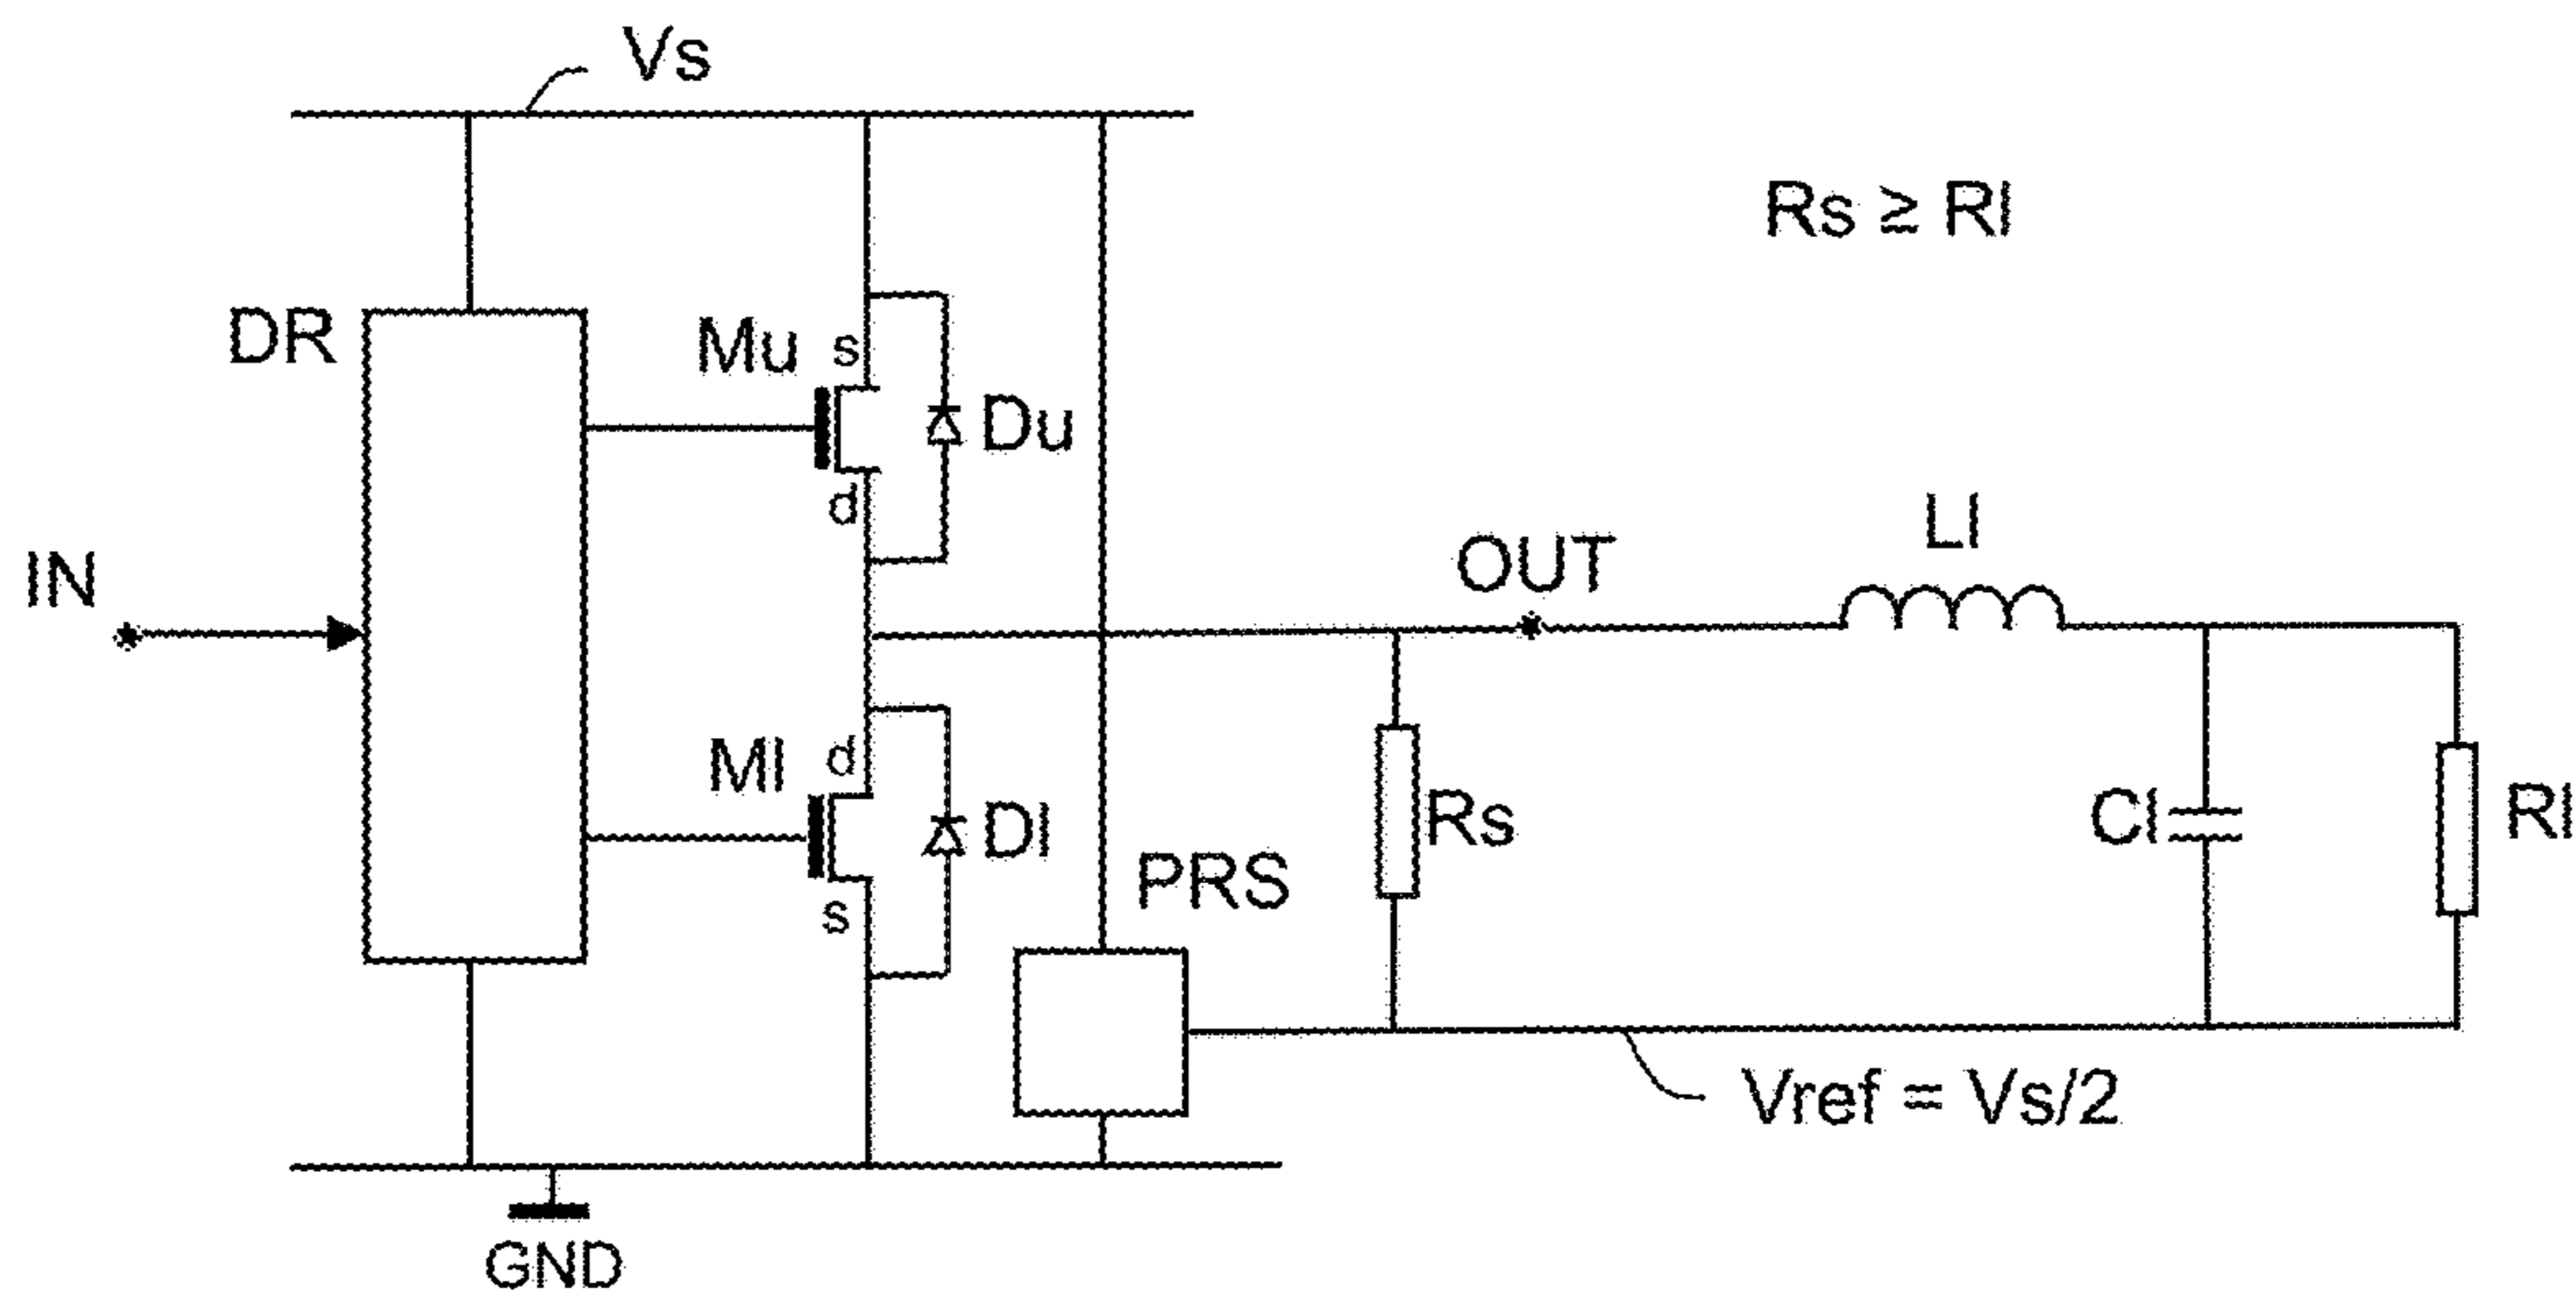 Vs
Rs ≥ Rl
DR
Mu
s
Du
d
IN
OUT
Ll
Ml
d
Dl
s
PRS
Rs
Cl
Rl
Vref = Vs/2
GND